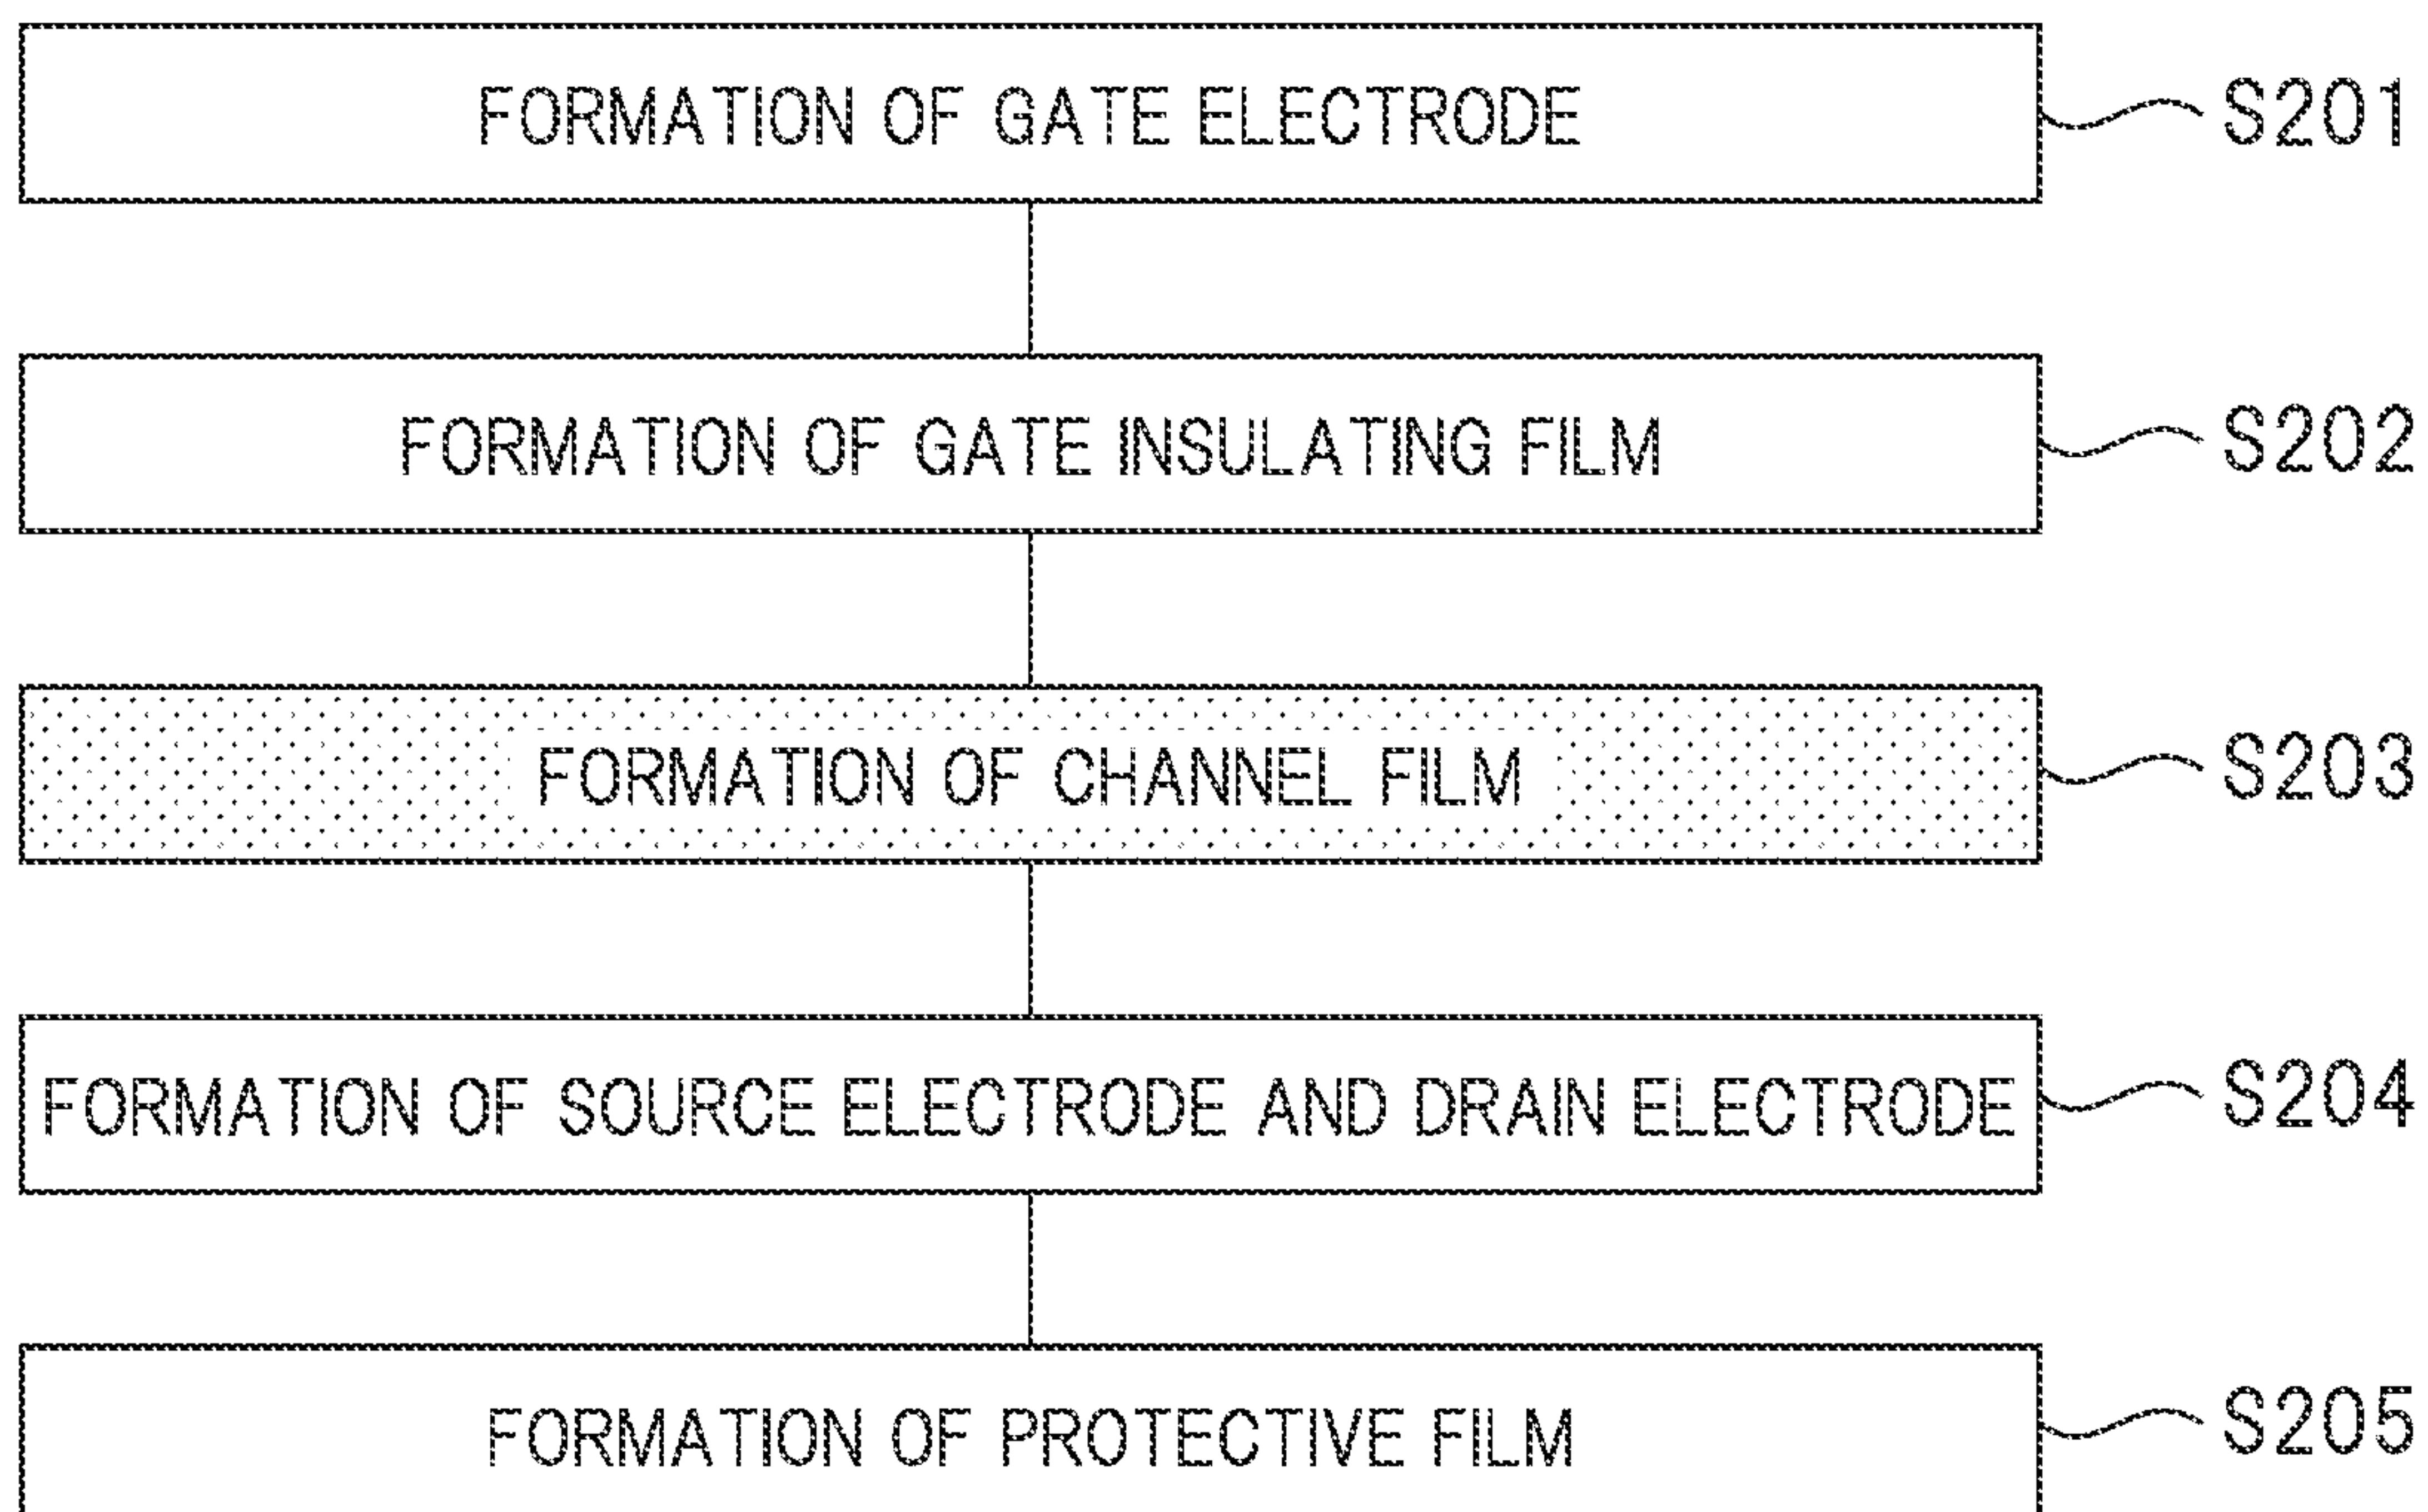 FORMATION OF GATE ELECTRODE S201
FORMATION OF GATE INSULATING FILM S202
FORMATION OF CHANNEL FILM S203
FORMATION OF SOURCE ELECTRODE AND DRAIN ELECTRODE S204
FORMATION OF PROTECTIVE FILM S205